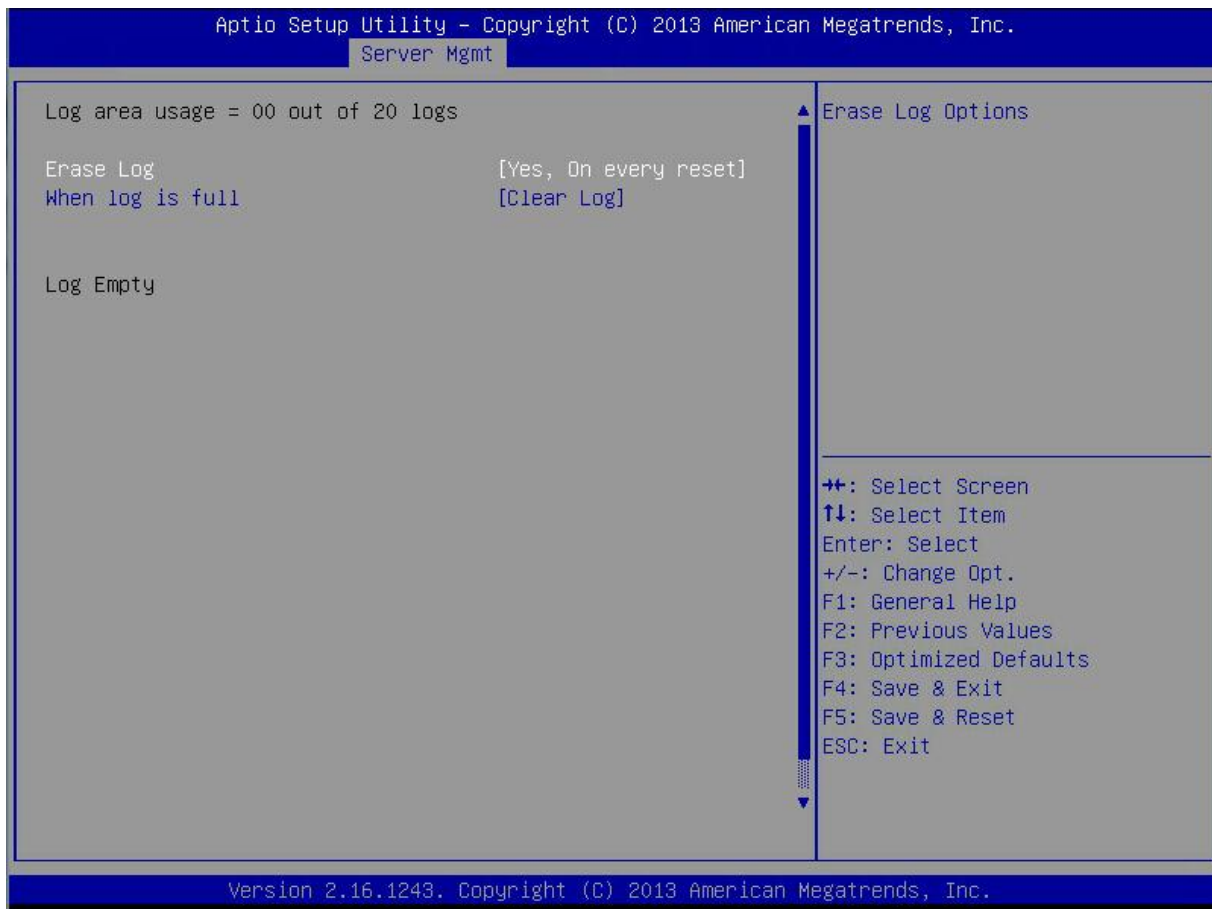 Aptio Setup Utility – Copyright (C) 2013 American Megatrends, Inc.
Server Mgmt
Log area usage = 00 out of 20 logs
Erase Log [Yes, On every reset]
When log is full [Clear Log]
Log Empty
Erase Log Options
→←: Select Screen
↑↓: Select Item
Enter: Select
+/-: Change Opt.
F1: General Help
F2: Previous Values
F3: Optimized Defaults
F4: Save & Exit
F5: Save & Reset
ESC: Exit
Version 2.16.1243. Copyright (C) 2013 American Megatrends, Inc.